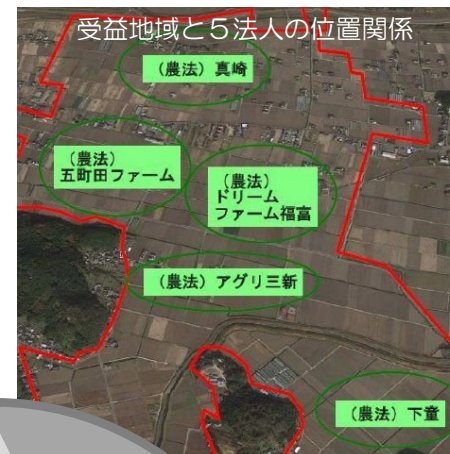 受益地域と５法人の位置関係
（農法）真崎
（農法）
五町田ファーム
（農法）
ドリーム
ファーム福富
（農法）アグリ三新
（農法）下童